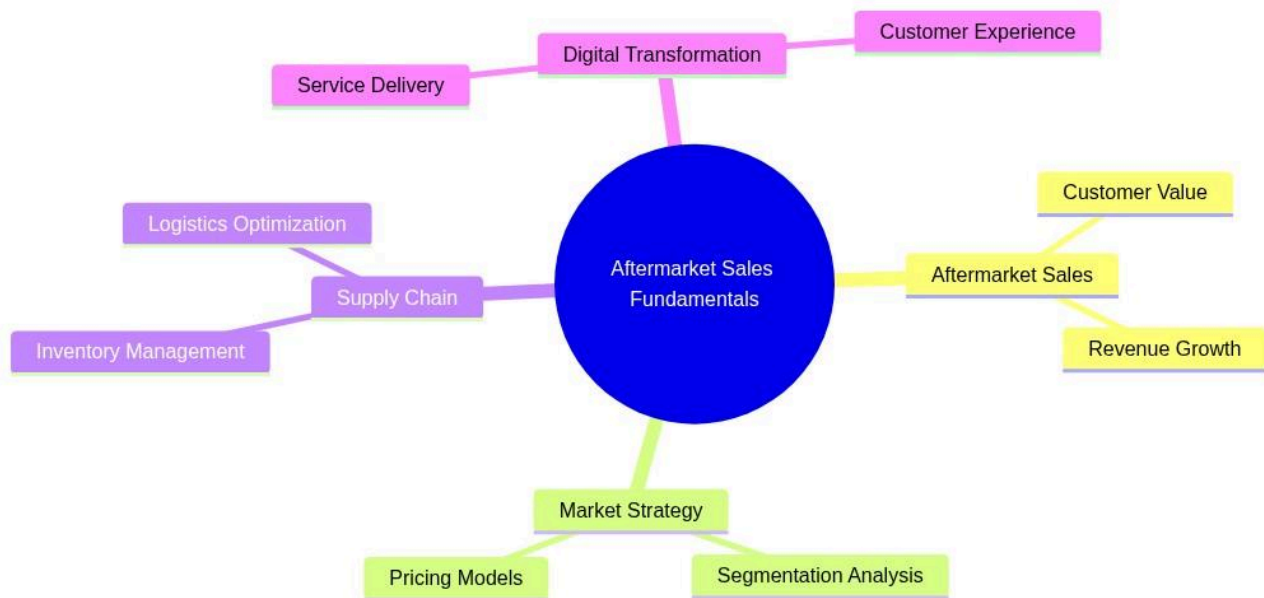 Customer Experience
Digital Transformation
Service Delivery
Customer Value
Logistics Optimization
Aftermarket Sales
Fundamentals
Aftermarket Sales
Supply Chain
Revenue Growth
Inventory Management
Market Strategy
Pricing Models
Segmentation Analysis